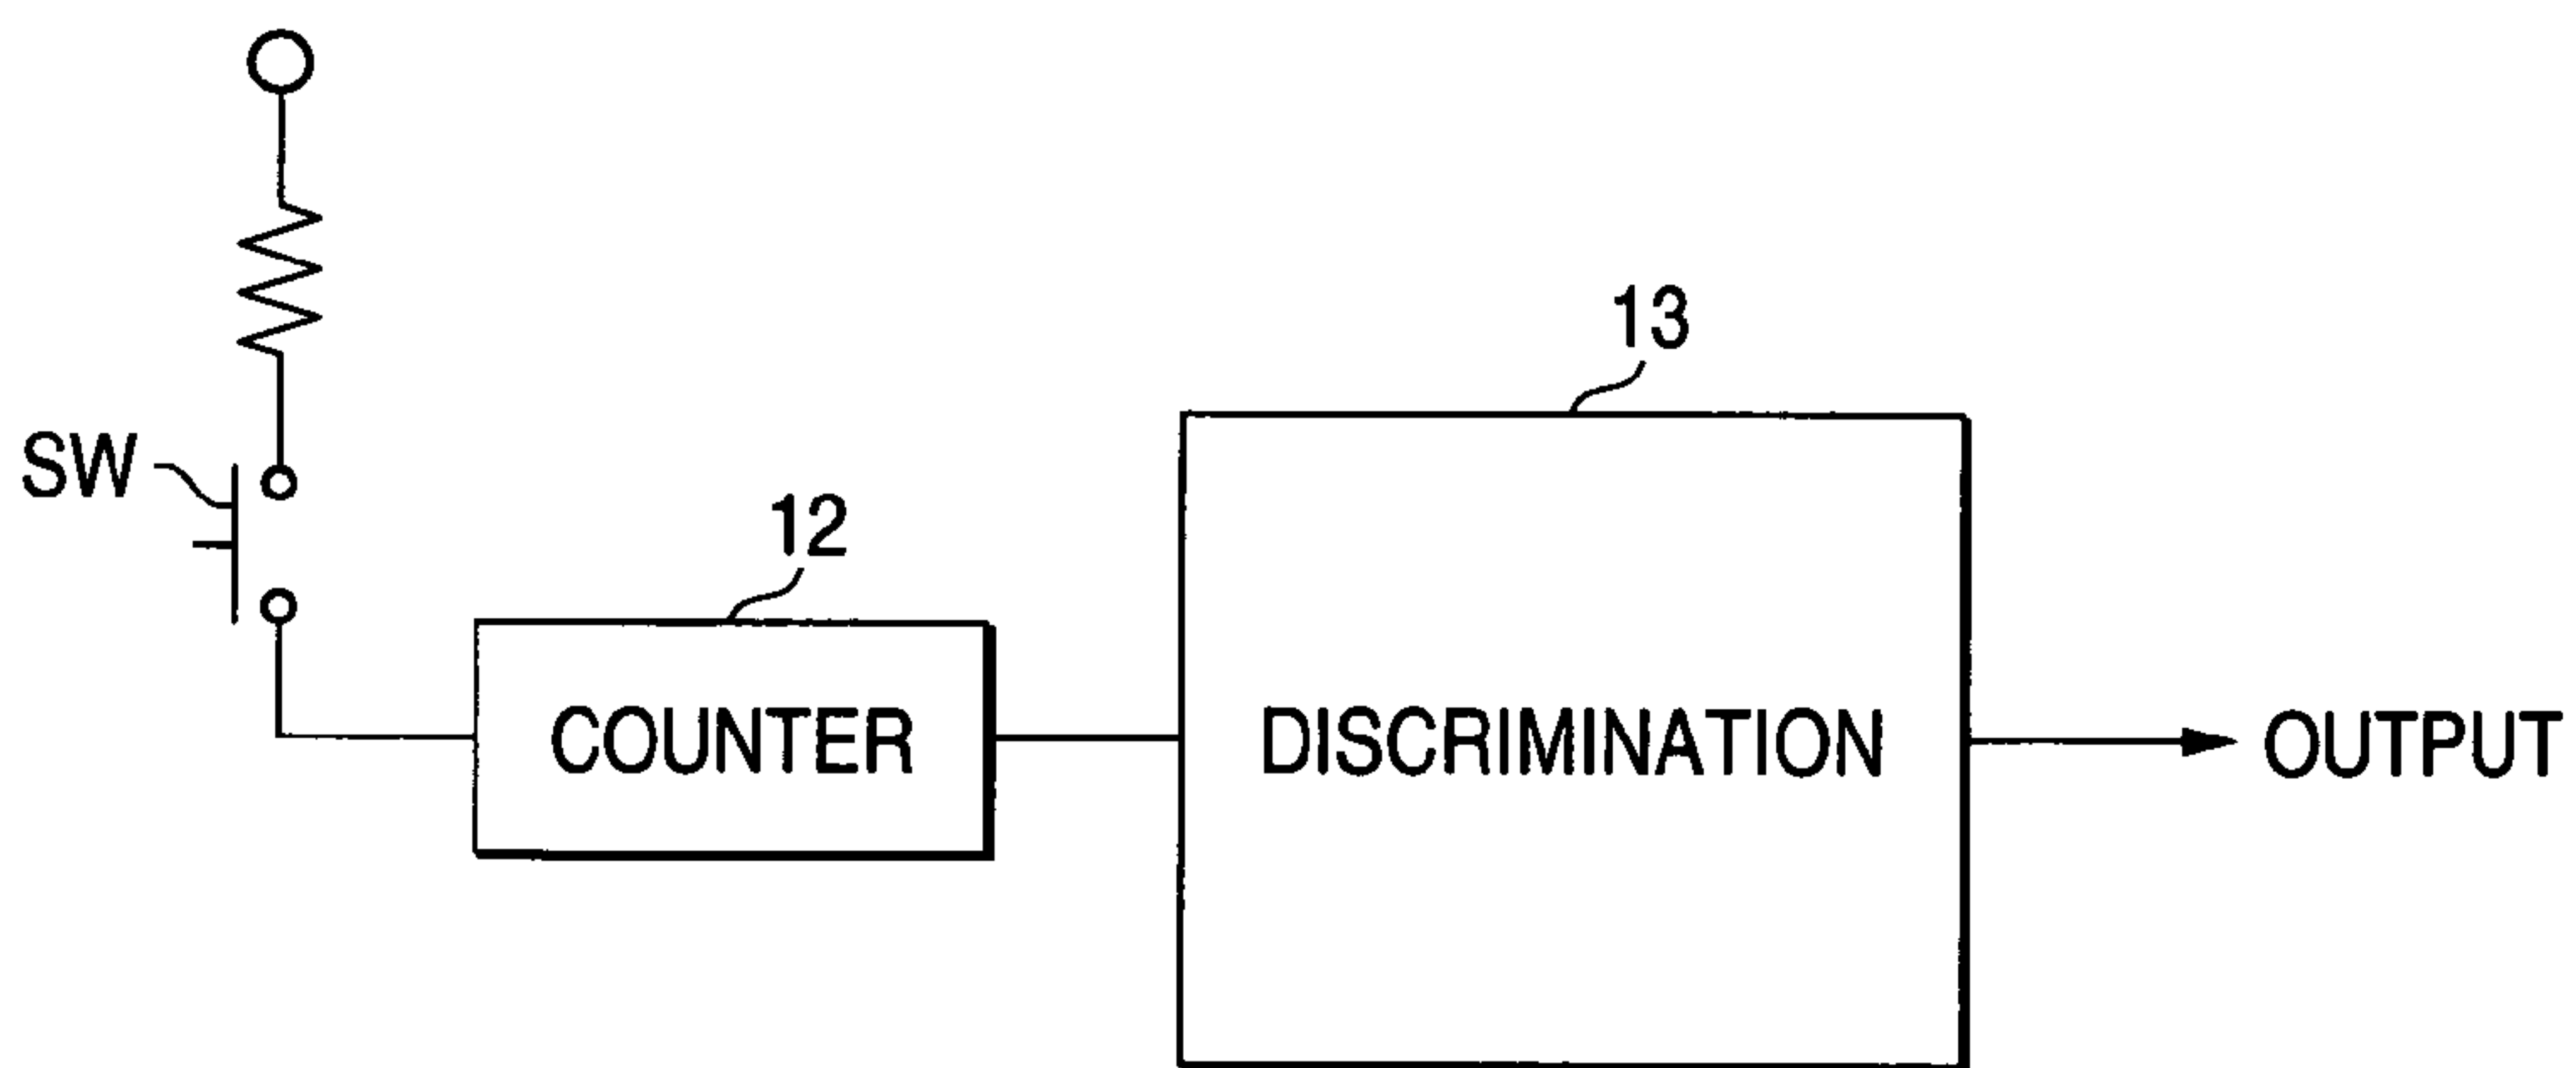 13
SW
12
COUNTER
DISCRIMINATION
OUTPUT